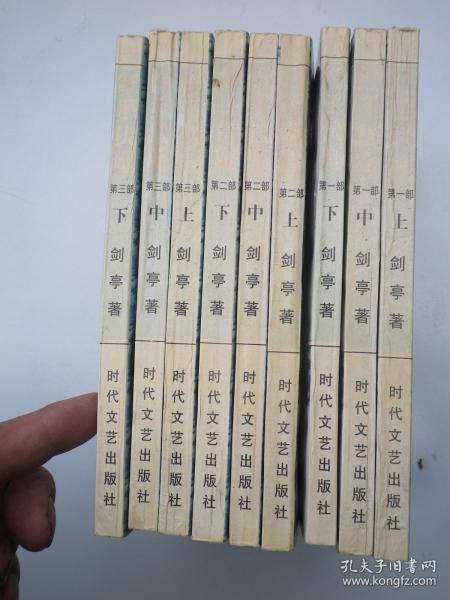 第三部
下
剑亭著
时代文艺出版社
第三部
中
剑亭著
时代文艺出版社
第三部
上
剑亭著
时代文艺出版社
第二部
下
剑亭著
时代文艺出版社
第二部
中
剑亭著
时代文艺出版社
第二部
上
剑亭著
时代文艺出版社
第一部
下
剑亭著
时代文艺出版社
第一部
中
剑亭著
时代文艺出版社
第一部
上
剑亭著
时代文艺出版社
孔夫子旧书网
www.kongfz.com